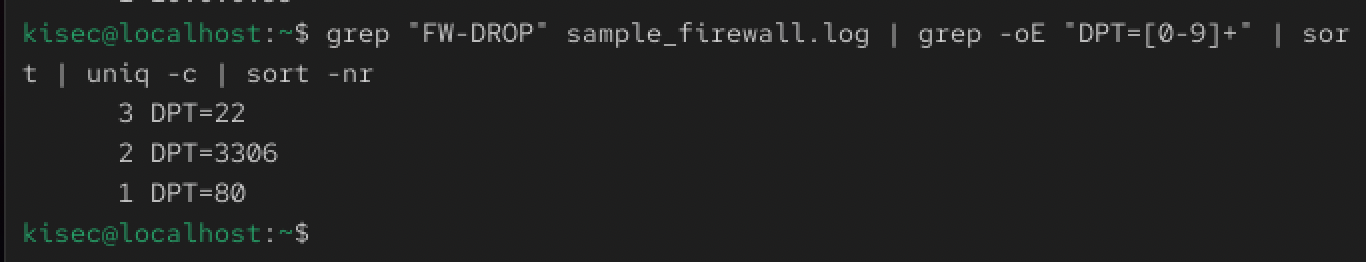 kisec@localhost:~$ grep "FW-DROP" sample_firewall.log | grep -oE "DPT=[0-9]+" | sor
t | uniq -c | sort -nr
      3 DPT=22
      2 DPT=3306
      1 DPT=80
kisec@localhost:~$